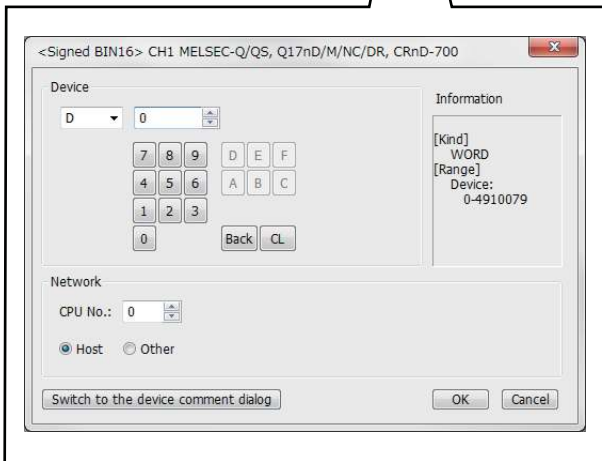 <Signed BIN16> CH1 MELSEC-Q/QS, Q17nD/M/NC/DR, CRnD-700
Device
D 0
7 8 9 D E F
4 5 6 A B C
1 2 3
0 Back CL
Information
[Kind]
WORD
[Range]
Device:
0-4910079
Network
CPU No.: 0
Host Other
Switch to the device comment dialog OK Cancel